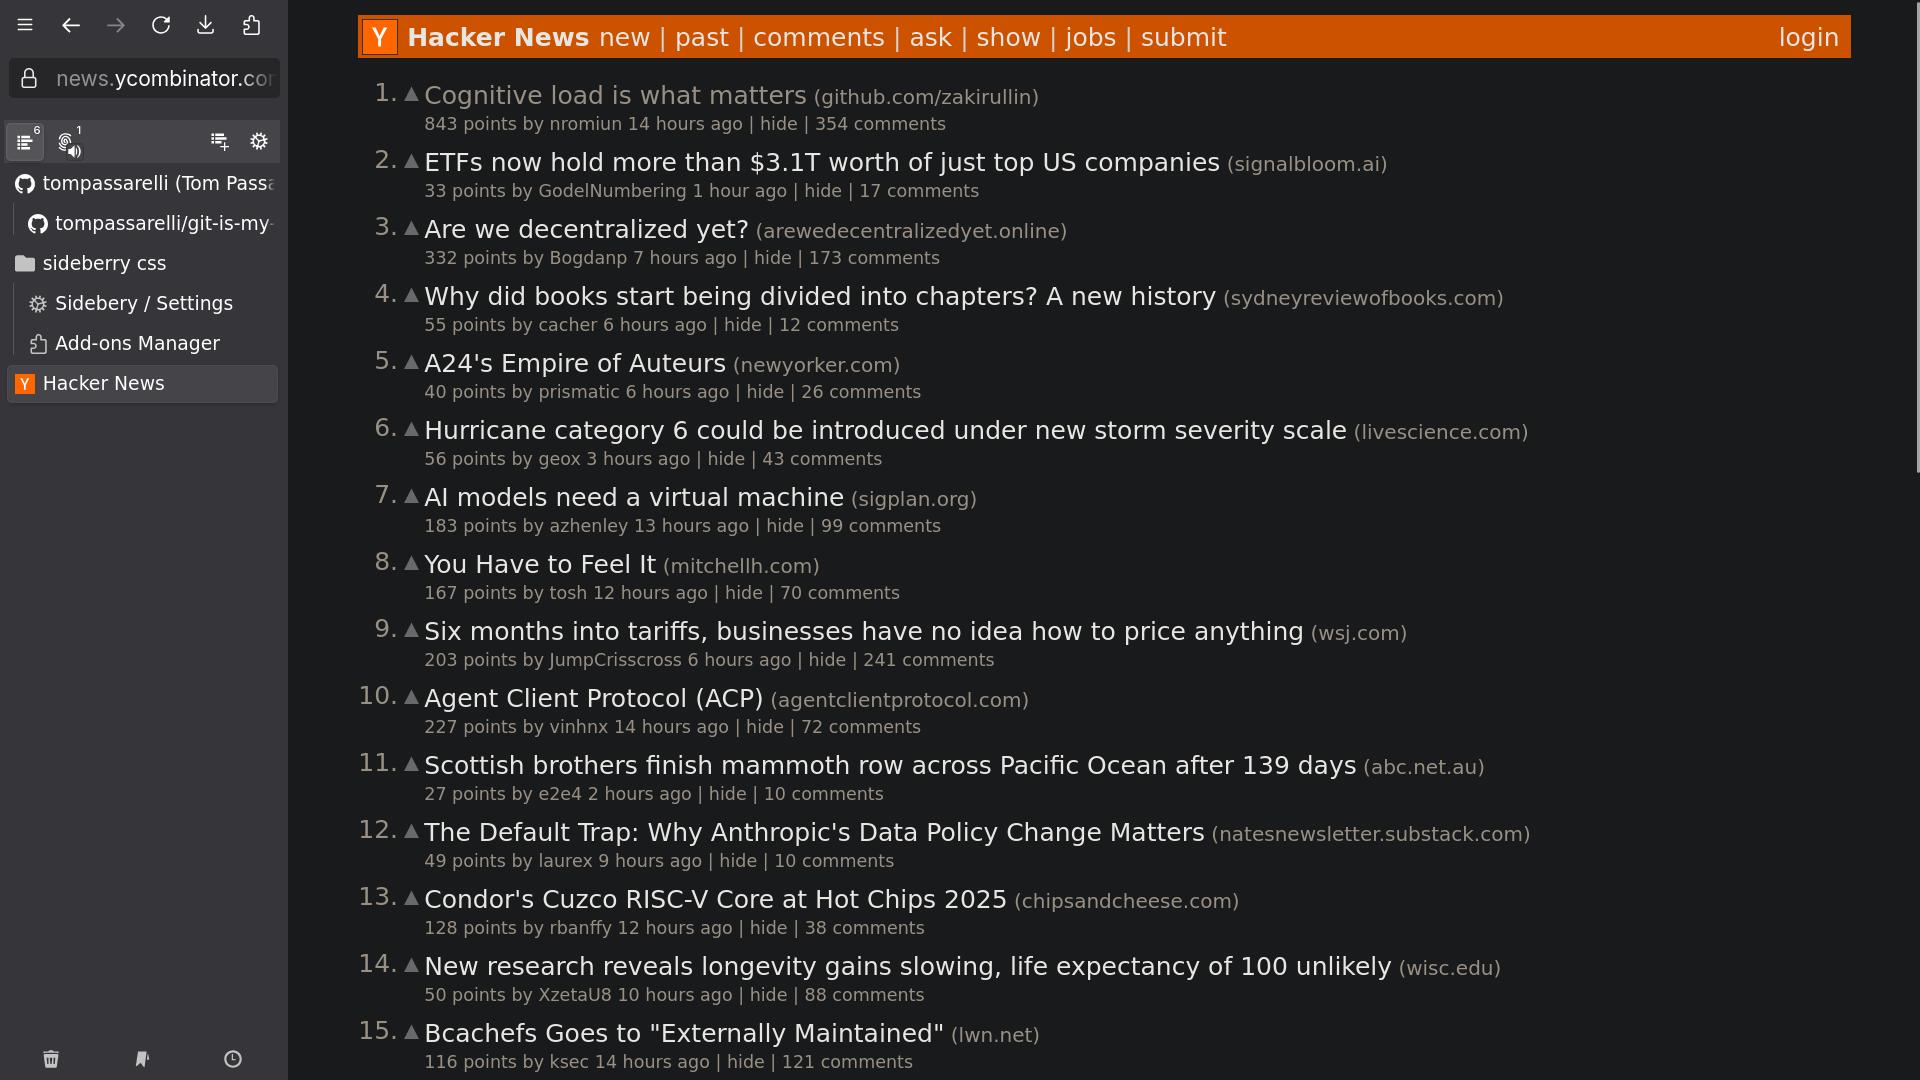 news.ycombinator.com
6
1
tompassarelli (Tom Passa
tompassarelli/git-is-my-
sideberry css
Sidebery / Settings
Add-ons Manager
Y Hacker News
Y Hacker News new | past | comments | ask | show | jobs | submit login
1. ▲ Cognitive load is what matters (github.com/zakirullin)
843 points by nromiun 14 hours ago | hide | 354 comments
2. ▲ ETFs now hold more than $3.1T worth of just top US companies (signalbloom.ai)
33 points by GodelNumbering 1 hour ago | hide | 17 comments
3. ▲ Are we decentralized yet? (arewedecentralizedyet.online)
332 points by Bogdanp 7 hours ago | hide | 173 comments
4. ▲ Why did books start being divided into chapters? A new history (sydneyreviewofbooks.com)
55 points by cacher 6 hours ago | hide | 12 comments
5. ▲ A24's Empire of Auteurs (newyorker.com)
40 points by prismatic 6 hours ago | hide | 26 comments
6. ▲ Hurricane category 6 could be introduced under new storm severity scale (livescience.com)
56 points by geox 3 hours ago | hide | 43 comments
7. ▲ AI models need a virtual machine (sigplan.org)
183 points by azhenley 13 hours ago | hide | 99 comments
8. ▲ You Have to Feel It (mitchellh.com)
167 points by tosh 12 hours ago | hide | 70 comments
9. ▲ Six months into tariffs, businesses have no idea how to price anything (wsj.com)
203 points by JumpCrisscross 6 hours ago | hide | 241 comments
10. ▲ Agent Client Protocol (ACP) (agentclientprotocol.com)
227 points by vinhnx 14 hours ago | hide | 72 comments
11. ▲ Scottish brothers finish mammoth row across Pacific Ocean after 139 days (abc.net.au)
27 points by e2e4 2 hours ago | hide | 10 comments
12. ▲ The Default Trap: Why Anthropic's Data Policy Change Matters (natesnewsletter.substack.com)
49 points by laurex 9 hours ago | hide | 10 comments
13. ▲ Condor's Cuzco RISC-V Core at Hot Chips 2025 (chipsandcheese.com)
128 points by rbanffy 12 hours ago | hide | 38 comments
14. ▲ New research reveals longevity gains slowing, life expectancy of 100 unlikely (wisc.edu)
50 points by XzetaU8 10 hours ago | hide | 88 comments
15. ▲ Bcachefs Goes to "Externally Maintained" (lwn.net)
116 points by ksec 14 hours ago | hide | 121 comments